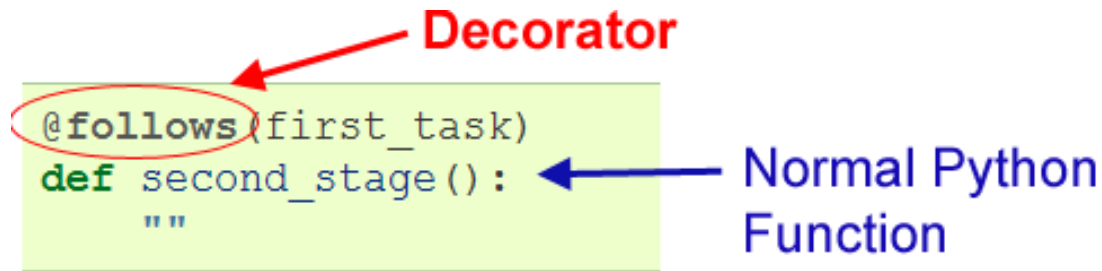 Decorator
@follows(first_task)
def second_stage():
    ""
Normal Python
Function